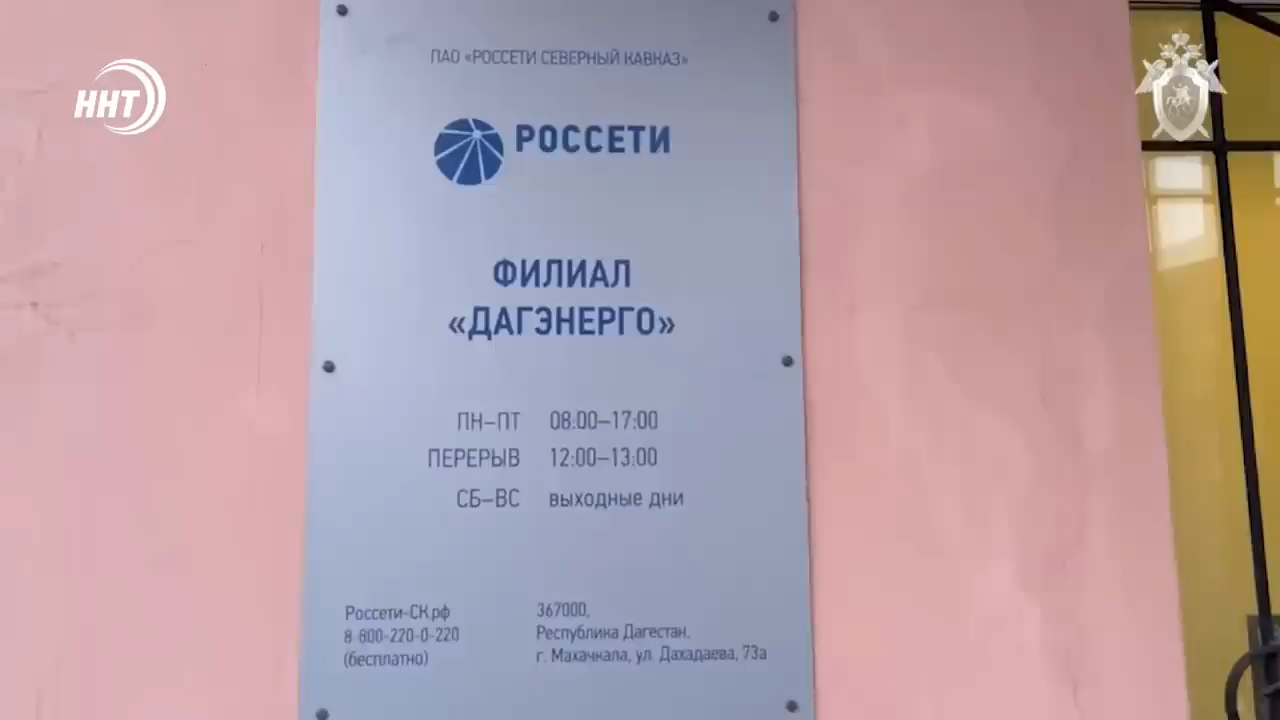 ННТ
ПАО «РОССЕТИ СЕВЕРНЫЙ КАВКАЗ»
РОССЕТИ
ФИЛИАЛ
«ДАГЭНЕРГО»
ПН–ПТ 08:00–17:00
ПЕРЕРЫВ 12:00–13:00
СБ–ВС выходные дни
Россети-СК.рф
8-800-220-0-220
(бесплатно)
367000,
Республика Дагестан,
г. Махачкала, ул. Дахадаева, 73а